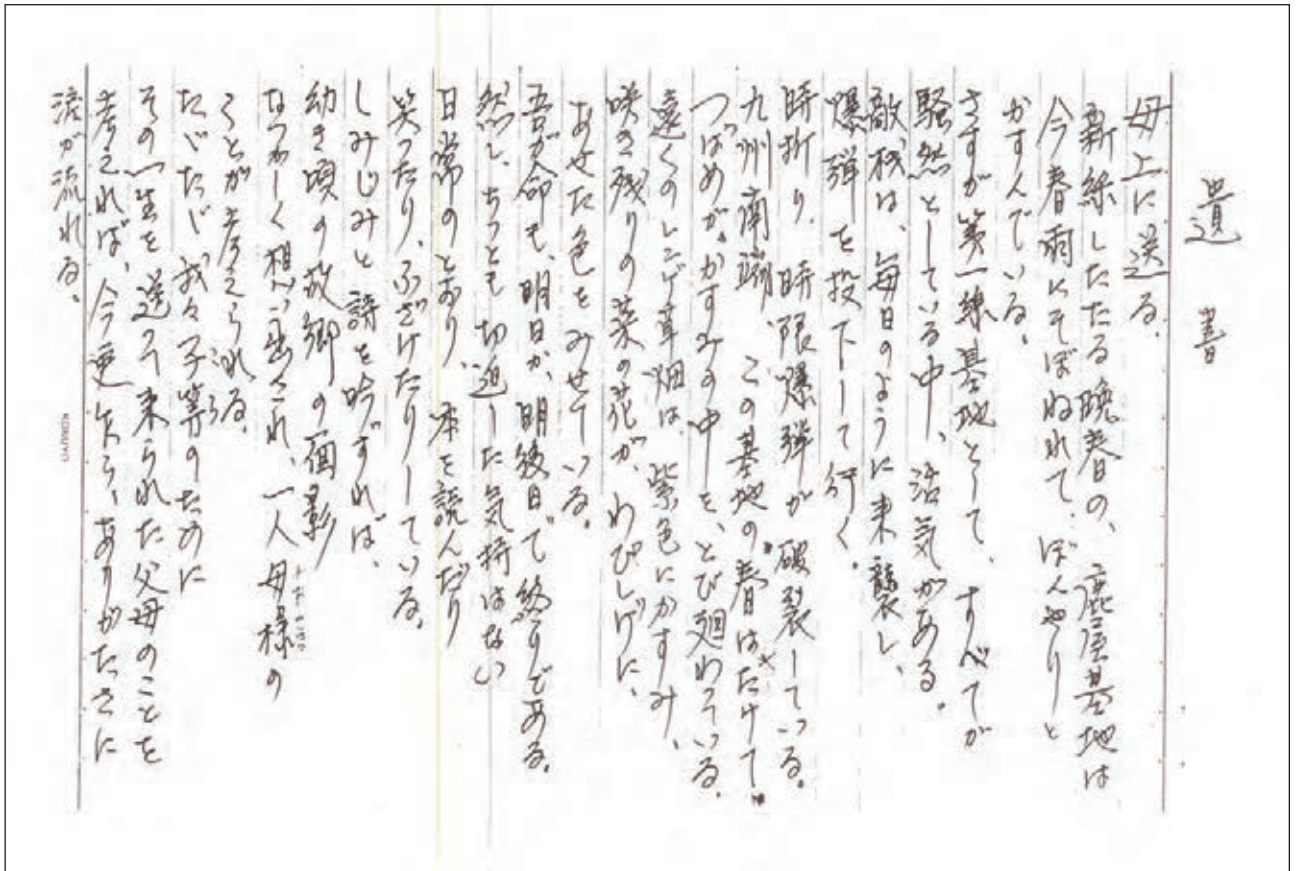 遺書
母上に送る。
新緑したたる晩春の、鹿屋基地は
今春雨にそぼぬれて、ぼんやりと
かすんでいる。
さすが第一線基地として、すべてが
騒然としている中、活気がある。
敵機は、毎日のように来襲し、
爆弾を投下して行く。
時折り、時限爆弾が破裂している。
九州南端、この基地の春はたけて
つばめが、かすみの中を、とび廻わっている。
遠くのレンゲ草畑は、紫色にかすみ、
咲き残りの菜の花が、わびしげに、
あせた色をみせている。
吾が命も、明日か、明後日で終りである。
然し、ちっとも切迫した気持はない
日常のとおり、本を読んだり
笑ったり、ふざけたりしている。
しみじみと詩を吟ずれば、
幼き頃の故郷の
なつかしく想い出され、一人母様の
ことが考えられる。
たゞたゞ我々子等のために
その一生を送って来られた父母のことを
考えれば、今更乍ら、ありがたさに
涙が流れる。
KOKUYO